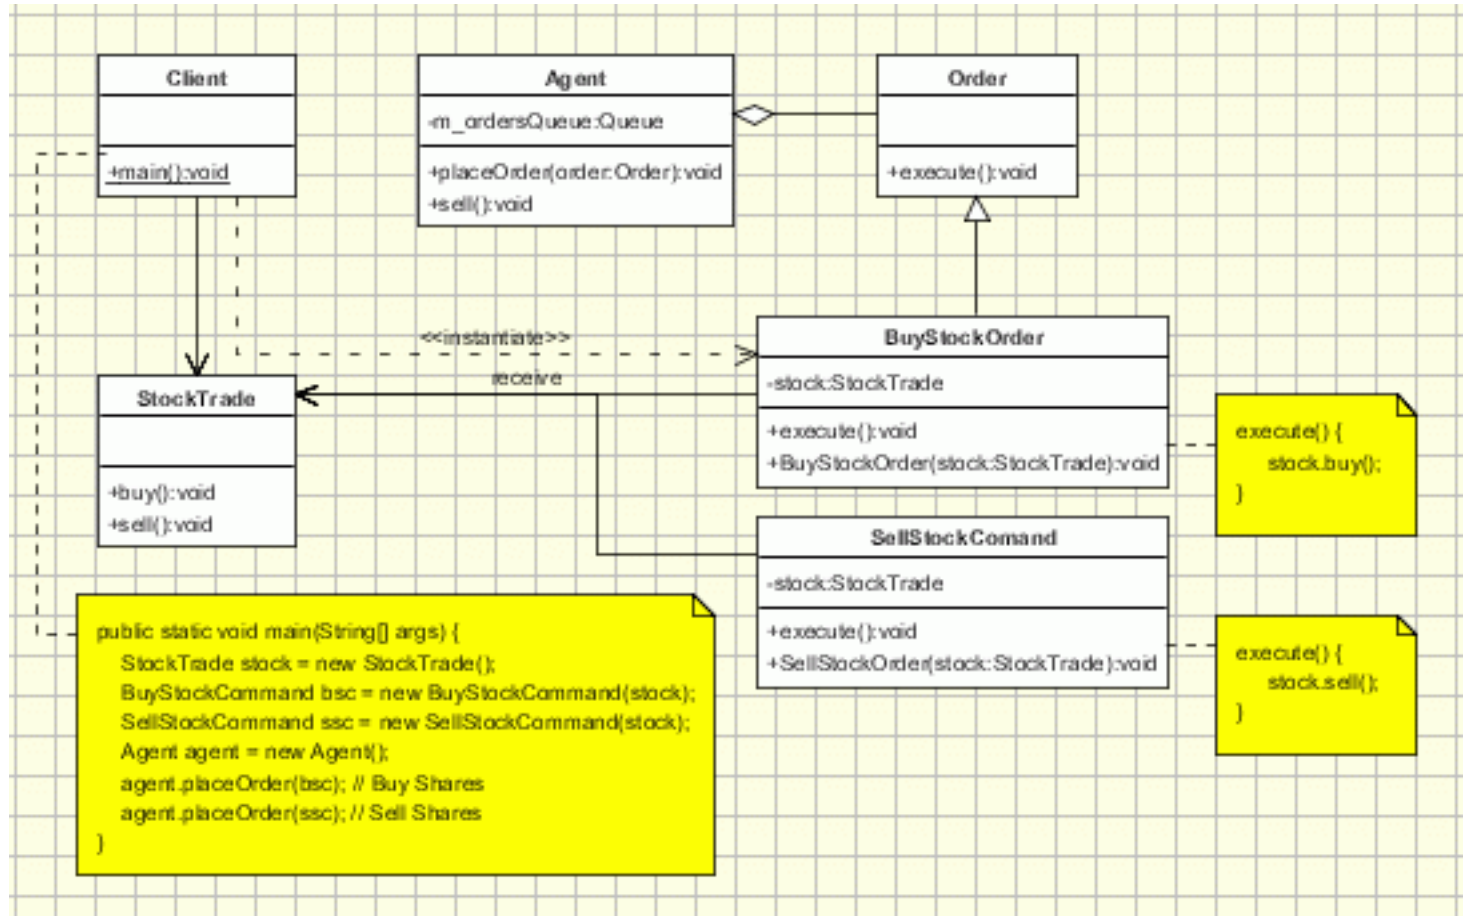 Client
+main():void
Agent
-m_ordersQueue:Queue
+placeOrder(order:Order):void
+sell():void
Order
+execute():void
<<instantiate>>
receive
StockTrade
+buy():void
+sell():void
BuyStockOrder
-stock:StockTrade
+execute():void
+BuyStockOrder(stock:StockTrade):void
execute() {
stock.buy();
}
SellStockComand
-stock:StockTrade
+execute():void
+SellStockOrder(stock:StockTrade):void
execute() {
stock.sell();
}
public static void main(String[] args) {
StockTrade stock = new StockTrade();
BuyStockCommand bsc = new BuyStockCommand(stock);
SellStockCommand ssc = new SellStockCommand(stock);
Agent agent = new Agent();
agent.placeOrder(bsc); // Buy Shares
agent.placeOrder(ssc); // Sell Shares
}